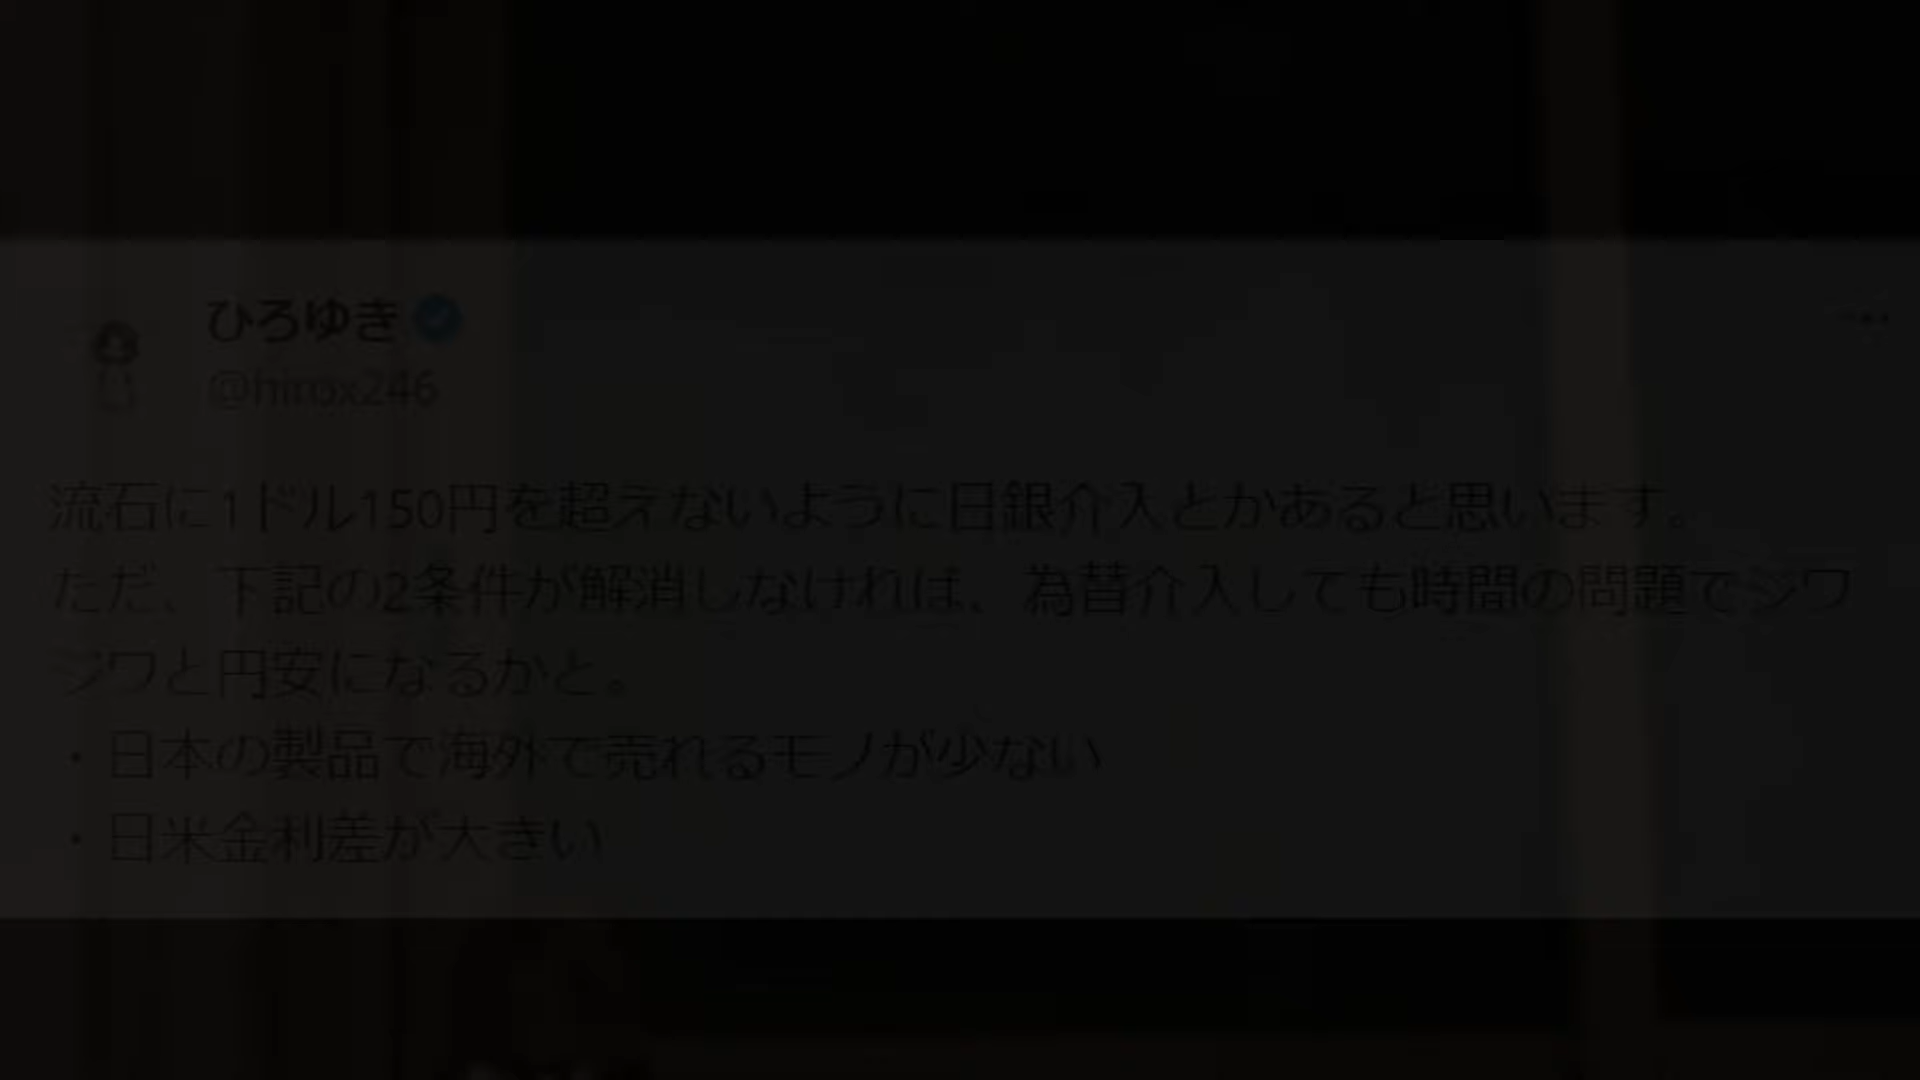 ひろゆき
@hirox246
流石に1ドル150円を超えないように日銀介入とかあると思います。
ただ、下記の2条件が解消しなければ、為替介入しても時間の問題でジワ
ジワと円安になるかと。
・日本の製品で海外で売れるモノが少ない
・日米金利差が大きい